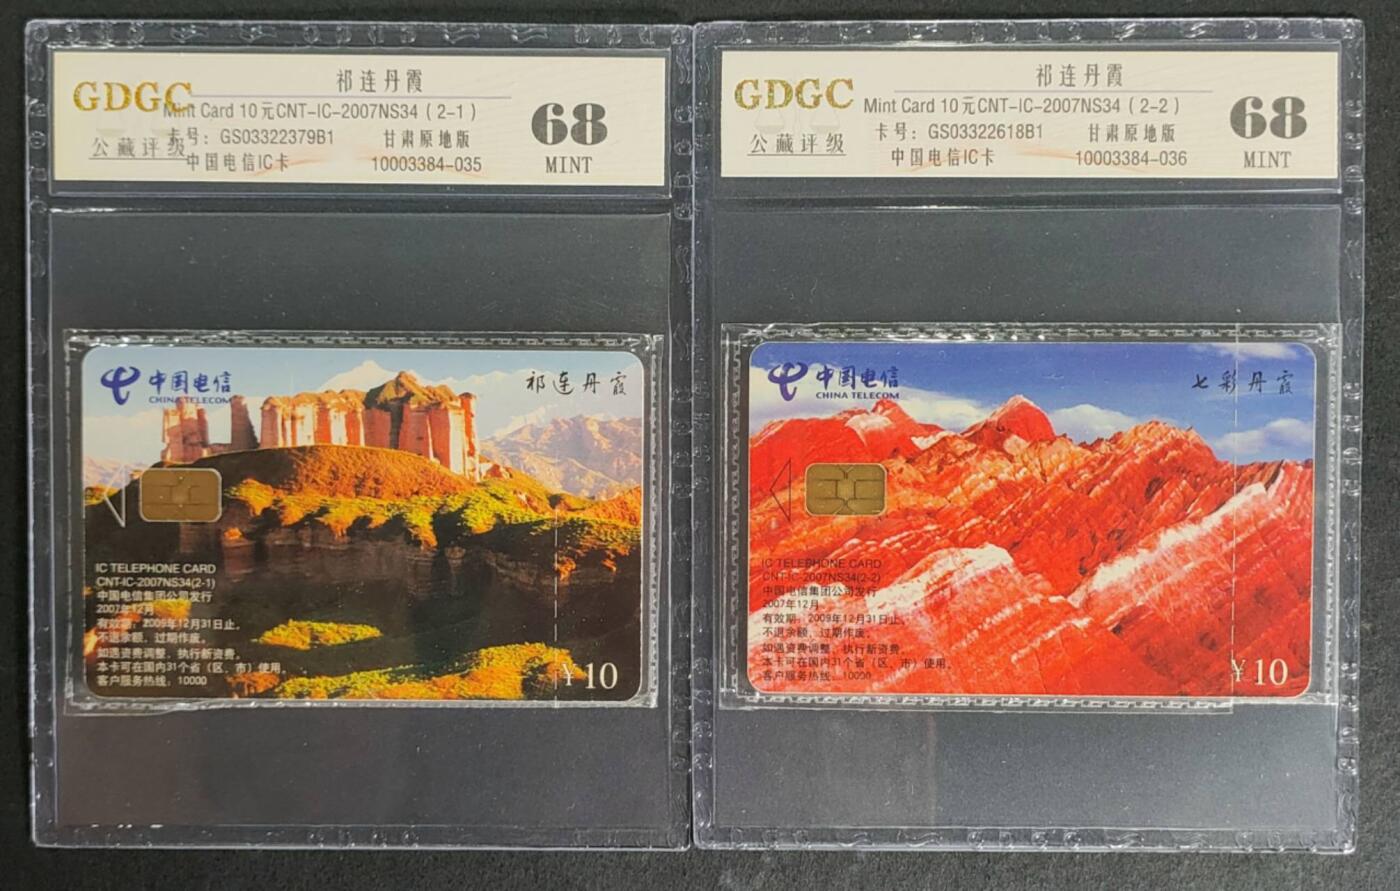 祁连丹霞
GDGC
Mint Card 10元CNT-IC-2007NS34(2-1)
68
卡号: GS03322379B1
甘肃原地版
公藏评级
中国电信IC卡
10003384-035
MINT
祁连丹霞
GDGC
Mint Card 10元CNT-IC-2007NS34(2-2)
68
卡号: GS03322618B1
甘肃原地版
公藏评级
中国电信IC卡
10003384-036
MINT
中国电信
CHINA TELECOM
祁连丹霞
IC TELEPHONE CARD
CNT-IC-2007NS34(2-1)
中国电信集团公司发行
2007年12月
有效期：2009年12月31日止。
不退余额，过期作废。
如遇资费调整，执行新资费。
本卡可在国内31个省（区、市）使用。
客户服务热线：10000
¥10
中国电信
CHINA TELECOM
七彩丹霞
IC TELEPHONE CARD
CNT-IC-2007NS34(2-2)
中国电信集团公司发行
2007年12月
有效期：2009年12月31日止。
不退余额，过期作废。
如遇资费调整，执行新资费。
本卡可在国内31个省（区、市）使用。
客户服务热线：10000
¥10